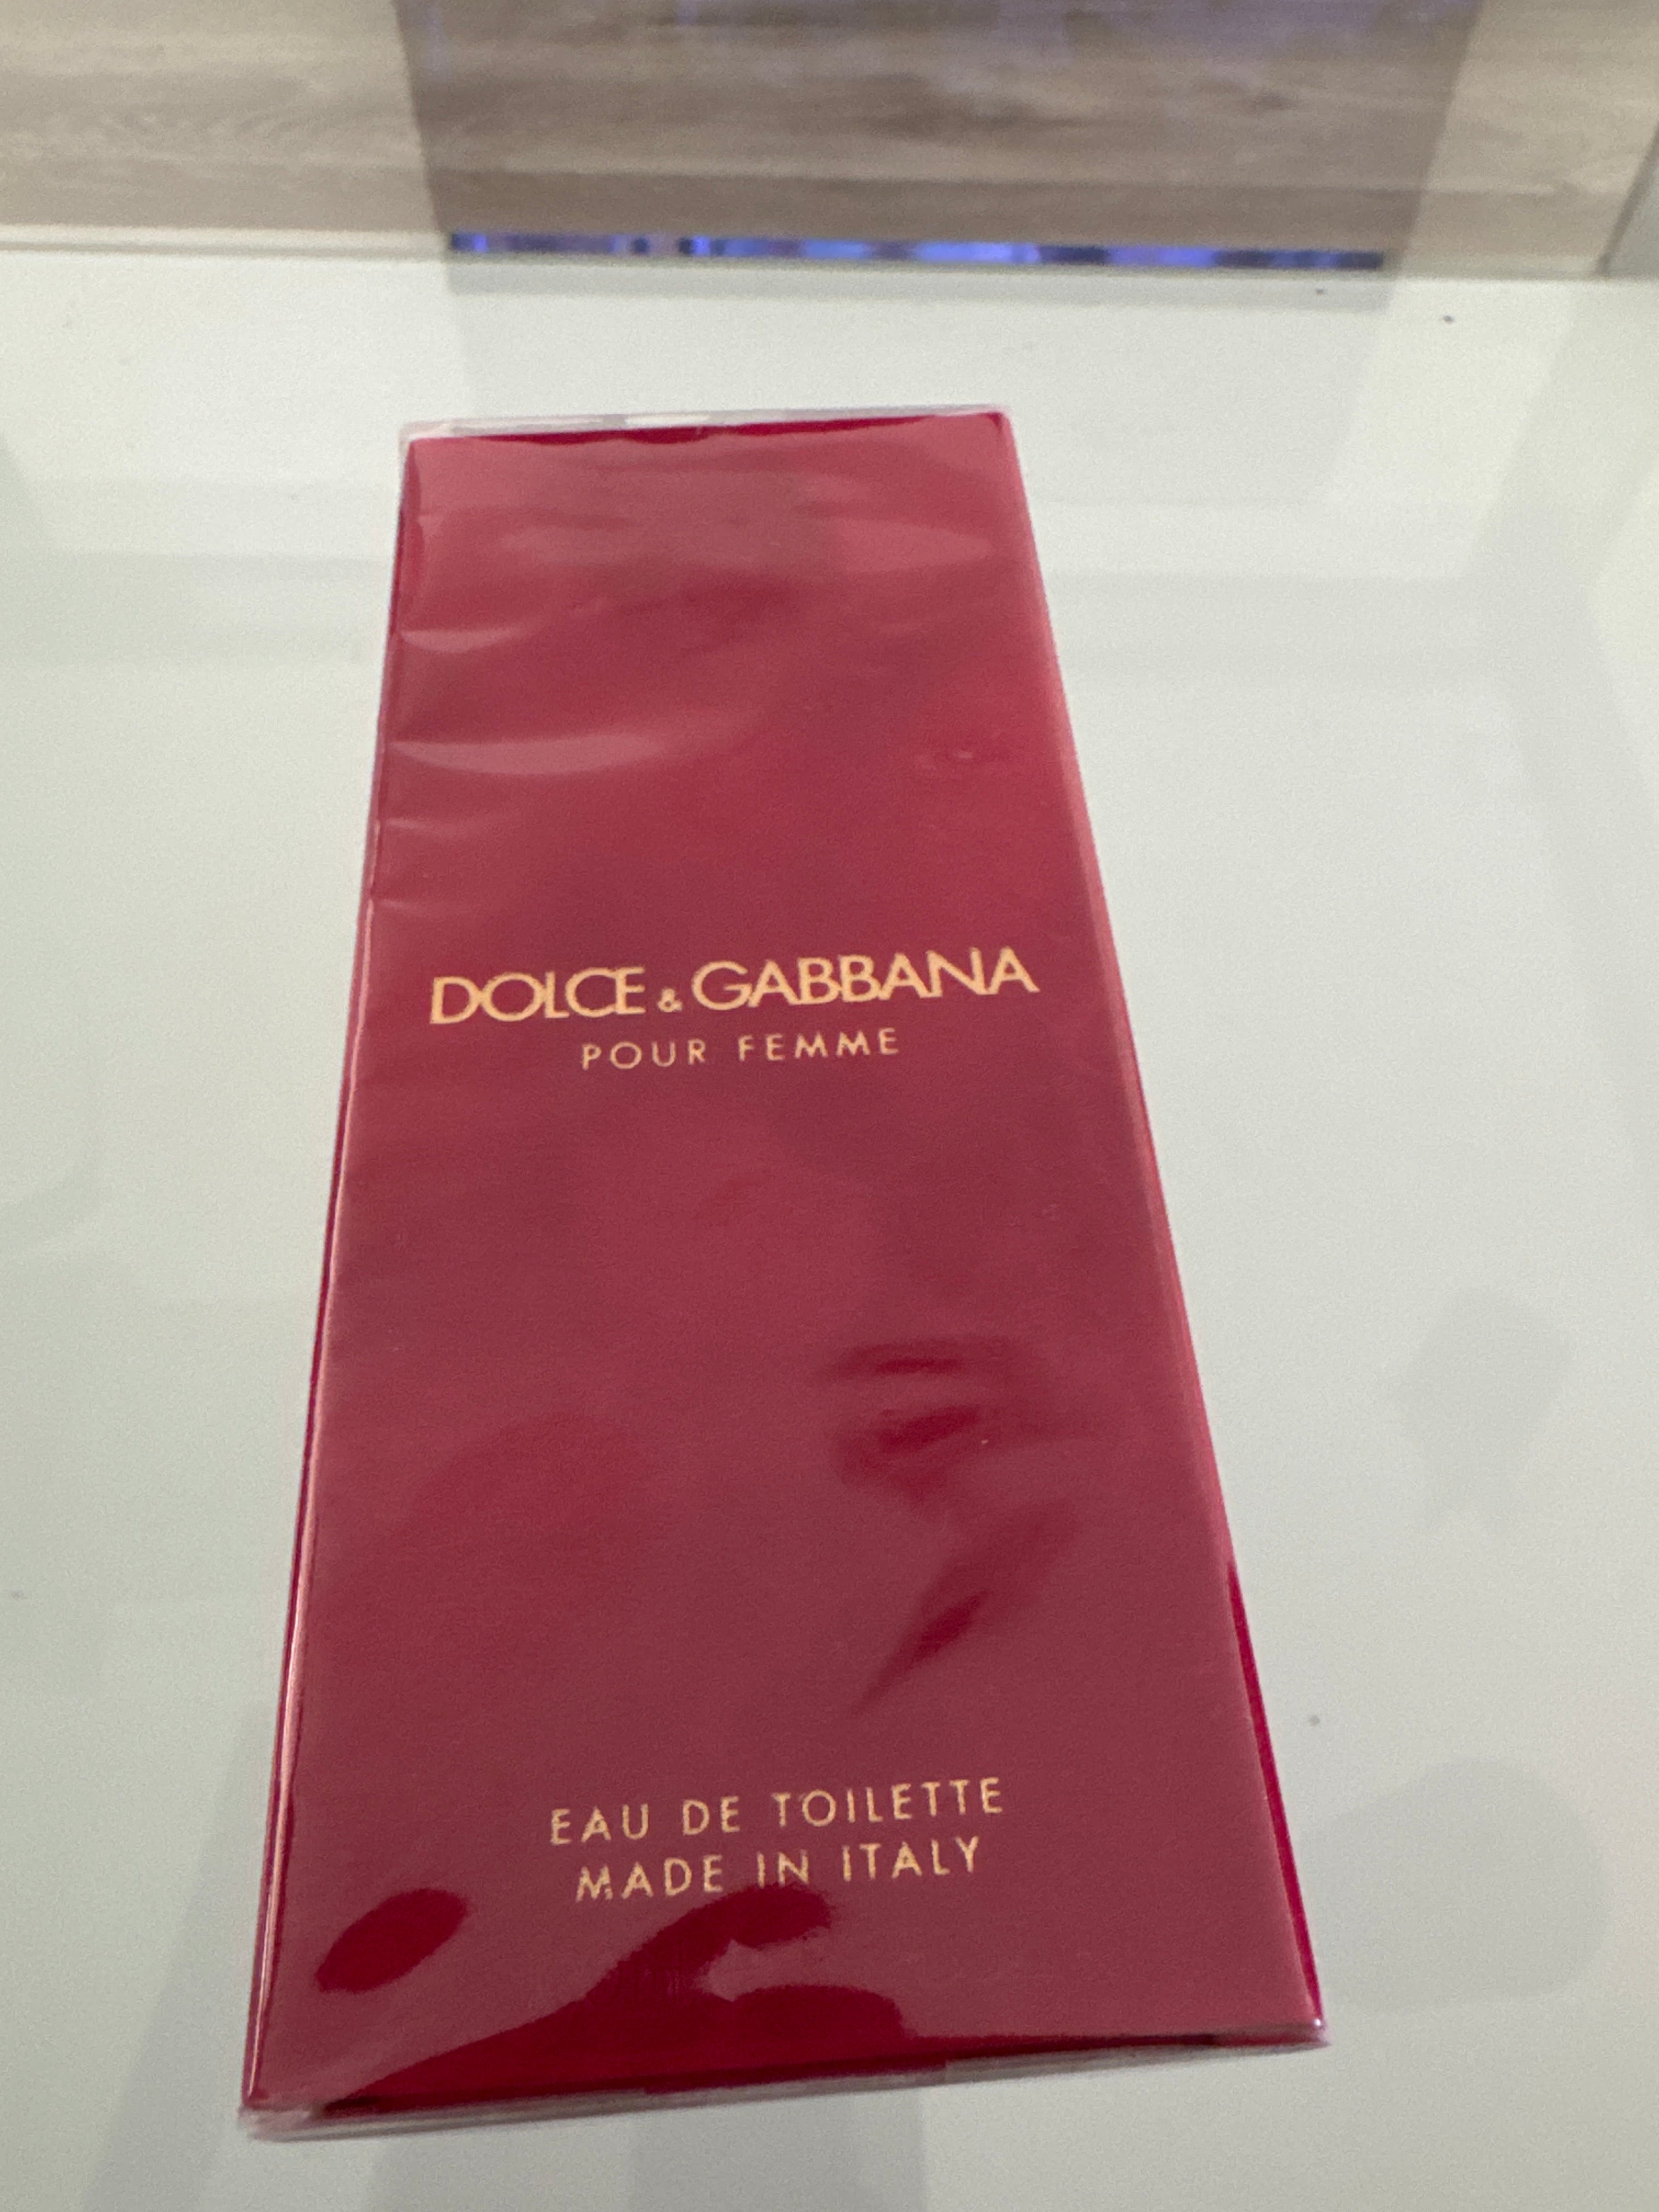 DOLCE & GABBANA
POUR FEMME
EAU DE TOILETTE
MADE IN ITALY